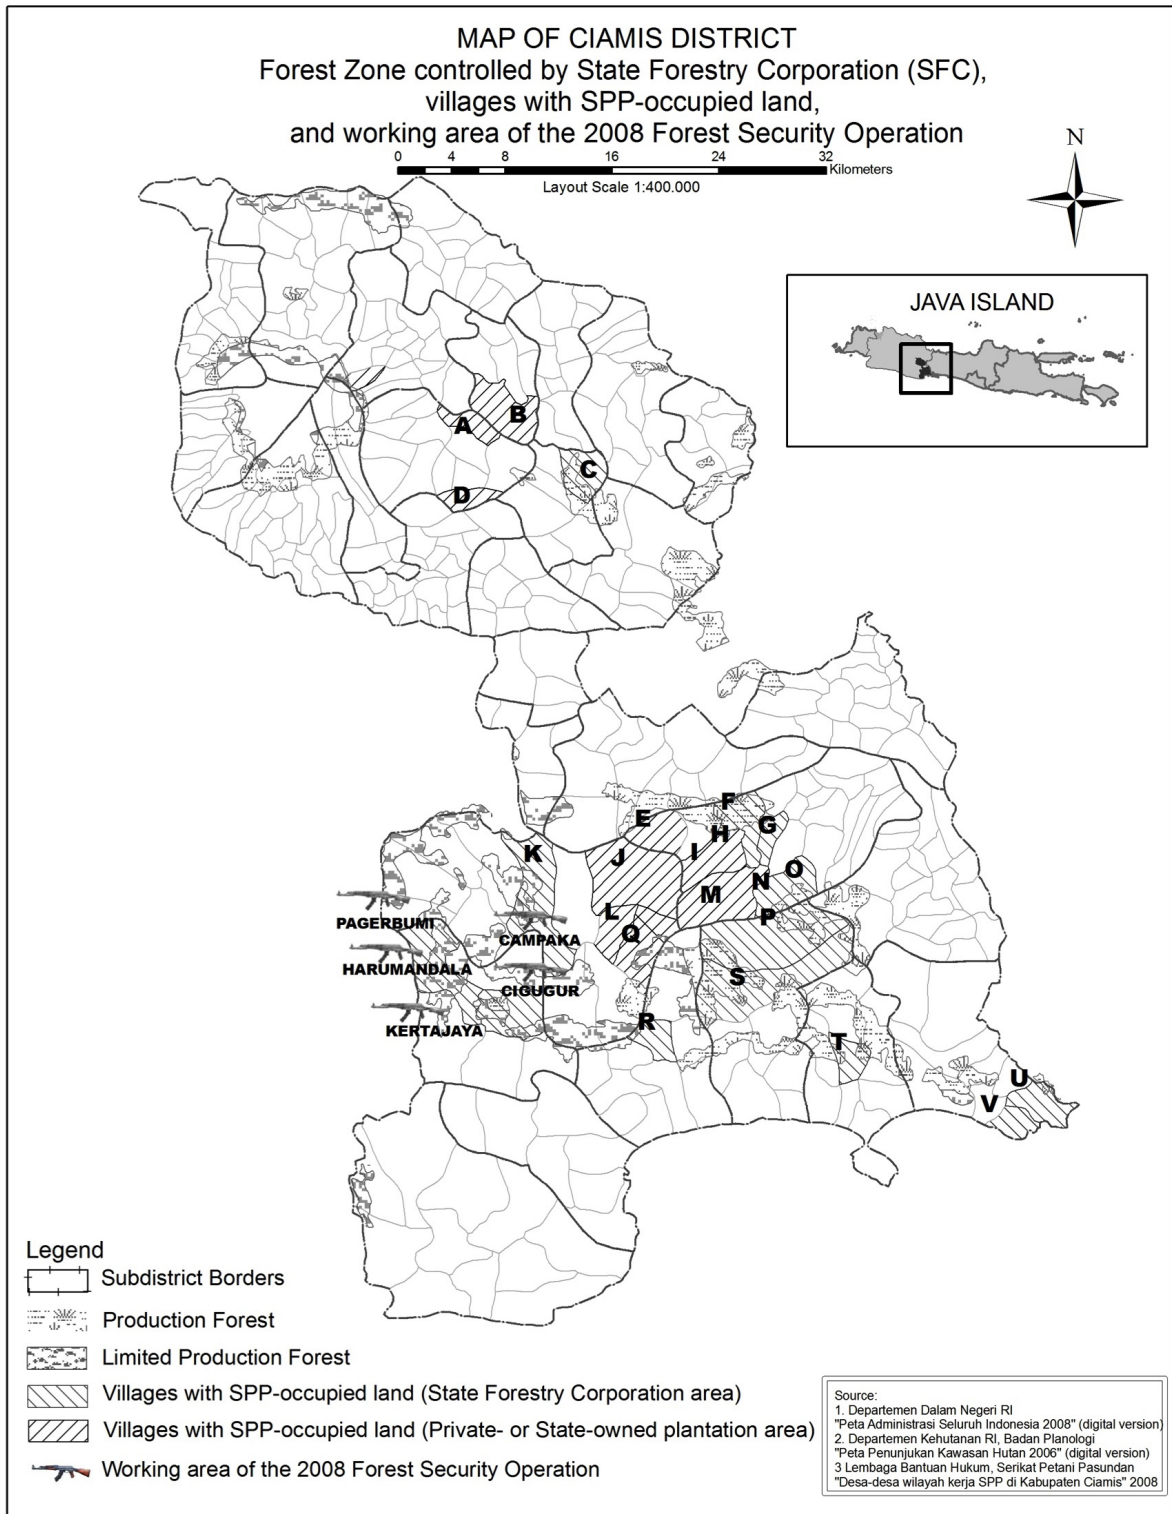 MAP OF CIAMIS DISTRICT
Forest Zone controlled by State Forestry Corporation (SFC),
villages with SPP-occupied land,
and working area of the 2008 Forest Security Operation
0 4 8 16 24 32
Kilometers
Layout Scale 1:400.000
N
JAVA ISLAND
A
B
C
D
E
F
G
H
I
J
K
L
M
N
O
P
Q
R
S
T
U
V
PAGERBUMI
CAMPAKA
HARUMANDALA
CIGUGUR
KERTAJAYA
Legend
Subdistrict Borders
Production Forest
Limited Production Forest
Villages with SPP-occupied land (State Forestry Corporation area)
Villages with SPP-occupied land (Private- or State-owned plantation area)
Working area of the 2008 Forest Security Operation
Source:
1. Departemen Dalam Negeri RI
"Peta Administrasi Seluruh Indonesia 2008" (digital version)
2. Departemen Kehutanan RI, Badan Planologi
"Peta Penunjukan Kawasan Hutan 2006" (digital version)
3 Lembaga Bantuan Hukum, Serikat Petani Pasundan
"Desa-desa wilayah kerja SPP di Kabupaten Ciamis" 2008